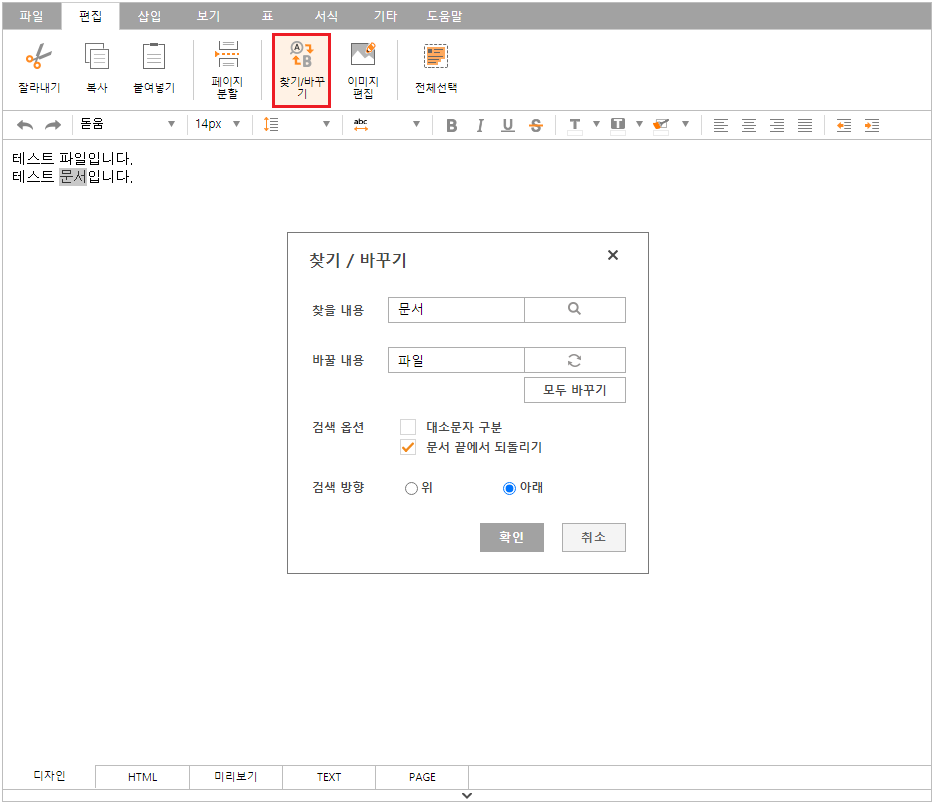 파일 편집 삽입 보기 표 서식 기타 도움말
잘라내기 복사 붙여넣기 페이지 분할 찾기/바꾸기 이미지 편집 전체선택
돋움 14px abc B I U S T T
테스트 파일입니다.
테스트 문서입니다.
찾기 / 바꾸기
찾을 내용 문서
바꿀 내용 파일
모두 바꾸기
검색 옵션 대소문자 구분
문서 끝에서 되돌리기
검색 방향 위 아래
확인 취소
디자인 HTML 미리보기 TEXT PAGE